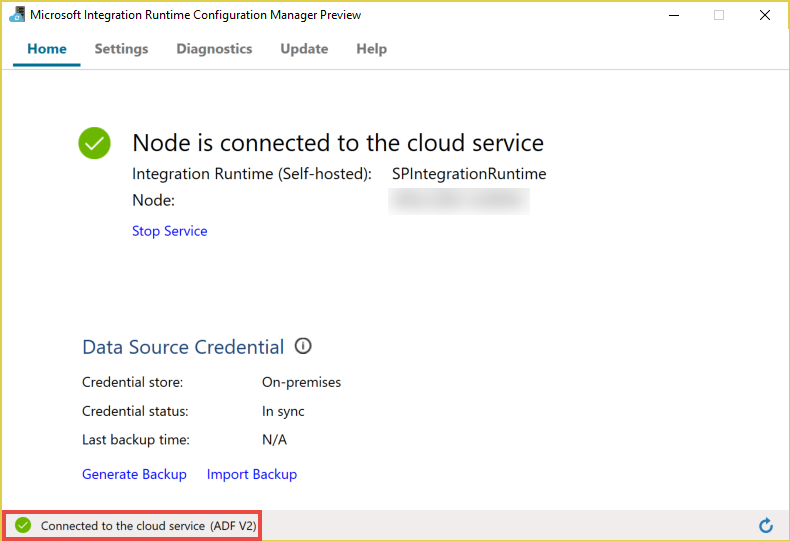 Microsoft Integration Runtime Configuration Manager Preview
Home Settings Diagnostics Update Help
Node is connected to the cloud service
Integration Runtime (Self-hosted): SPIntegrationRuntime
Node:
Stop Service
Data Source Credential
Credential store: On-premises
Credential status: In sync
Last backup time: N/A
Generate Backup Import Backup
Connected to the cloud service (ADF V2)